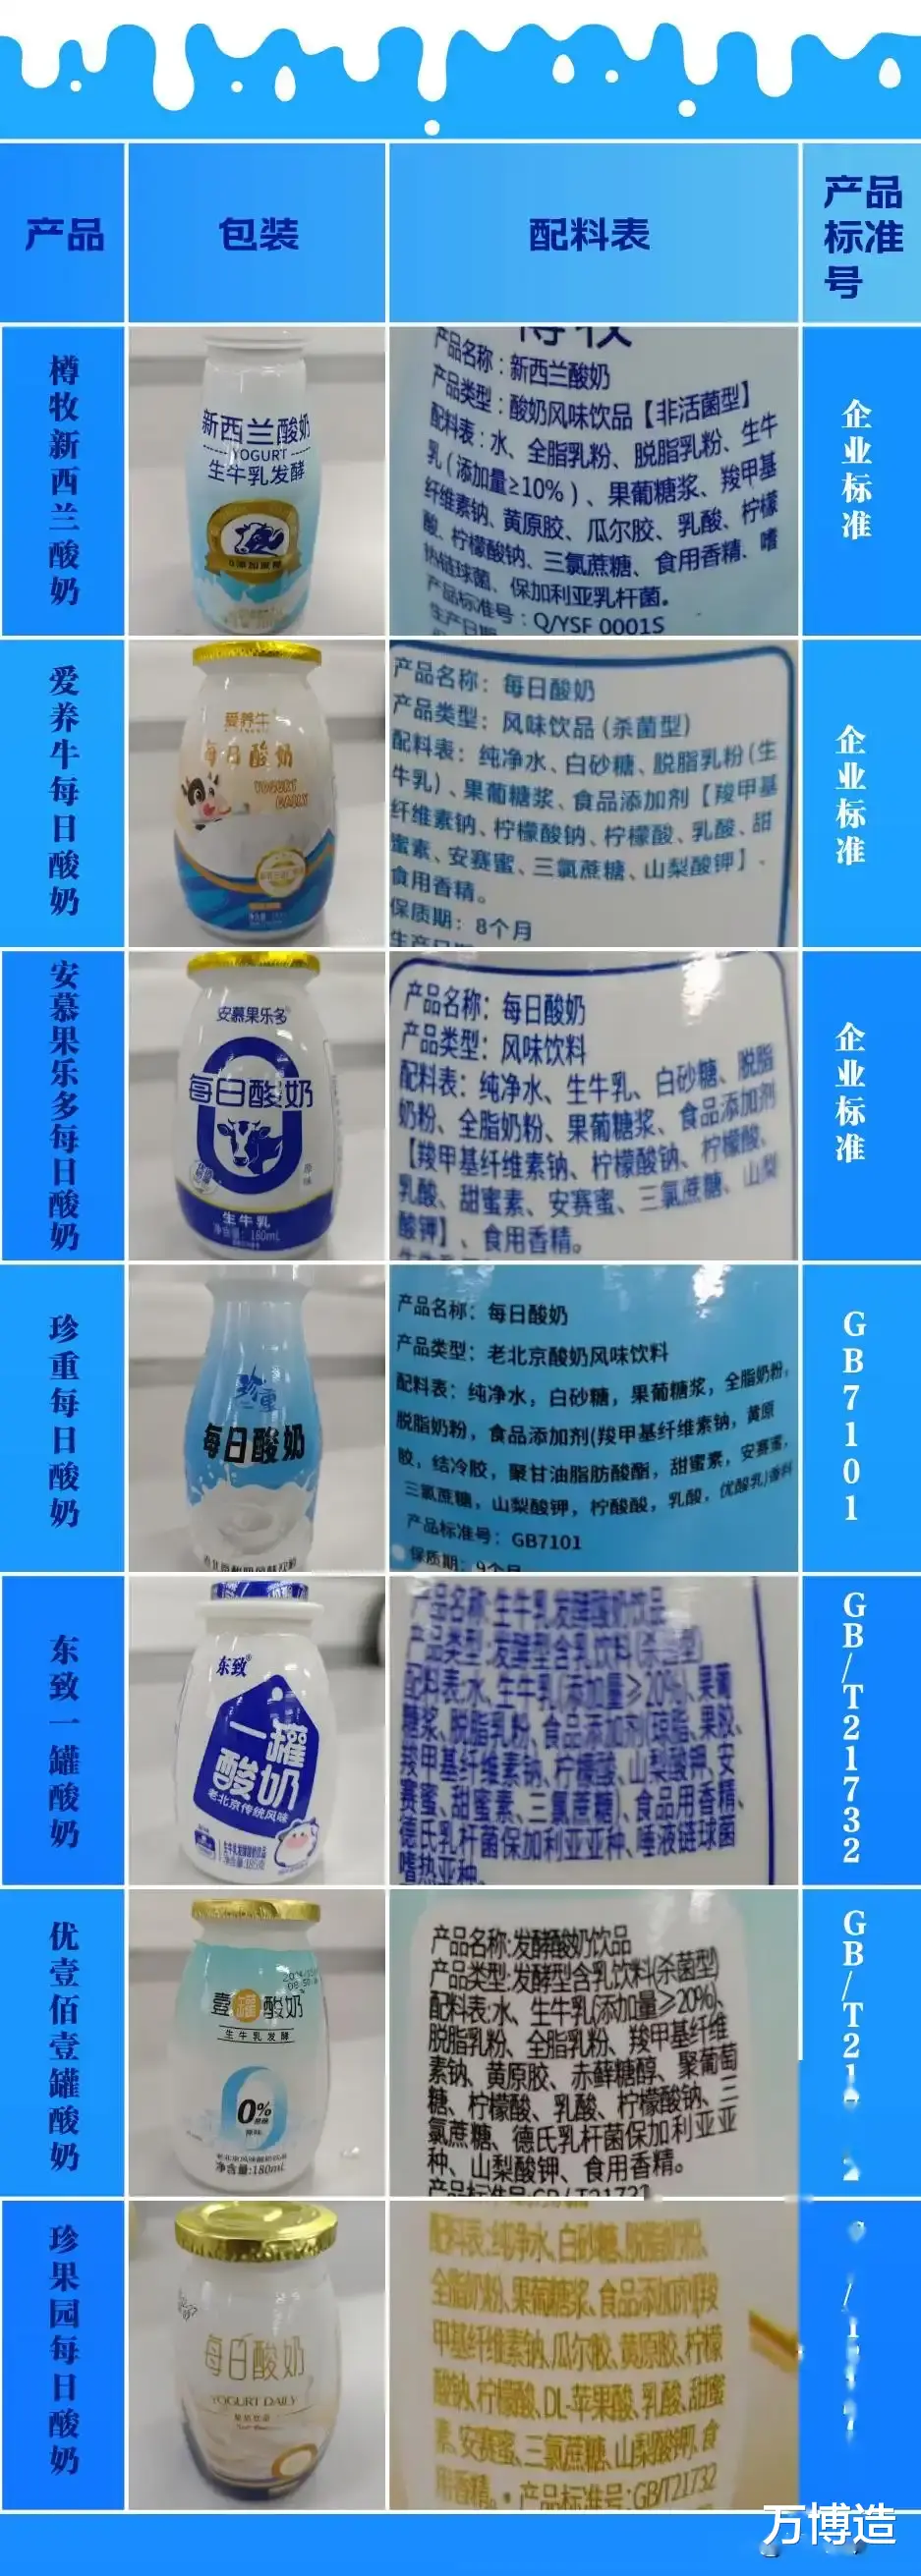 产品
包装
配料表
产品
标准
号
樽牧新西兰酸奶
新西兰酸奶
YOGURT
生牛乳发酵
产品名称：新西兰酸奶
产品类型：酸奶风味饮品【非活菌型】
配料表：水、全脂乳粉、脱脂乳粉、生牛
乳（添加量≥10%）、果葡糖浆、羧甲基
纤维素钠、黄原胶、瓜尔胶、乳酸、柠檬
酸、柠檬酸钠、三氯蔗糖、食用香精、嗜
热链球菌、保加利亚乳杆菌。
产品标准号：Q/YSF 0001S
生产日期
企业标准
爱养牛每日酸奶
爱养牛
每日酸奶
YOGURT
DAILY
产品名称：每日酸奶
产品类型：风味饮品（杀菌型）
配料表：纯净水、白砂糖、脱脂乳粉（生
牛乳）、果葡糖浆、食品添加剂【羧甲基
纤维素钠、柠檬酸钠、柠檬酸、乳酸、甜
蜜素、安赛蜜、三氯蔗糖、山梨酸钾】、
食用香精。
保质期：8个月
企业标准
安慕果乐多每日酸奶
安慕果乐多
每日酸奶
原味
生牛乳
净含量：180mL
产品名称：每日酸奶
产品类型：风味饮料
配料表：纯净水、生牛乳、白砂糖、脱脂
奶粉、全脂奶粉、果葡糖浆、食品添加剂
【羧甲基纤维素钠、柠檬酸钠、柠檬酸、
乳酸、甜蜜素、安赛蜜、三氯蔗糖、山梨
酸钾】、食用香精。
企业标准
珍重每日酸奶
珍重
每日酸奶
产品名称：每日酸奶
产品类型：老北京酸奶风味饮料
配料表：纯净水，白砂糖，果葡糖浆，全脂奶粉，
脱脂奶粉，食品添加剂(羧甲基纤维素钠，黄原
胶，结冷胶，聚甘油脂肪酸酯，甜蜜素，安赛蜜，
三氯蔗糖，山梨酸钾，柠酸酸，乳酸，优酸乳)香料
产品标准号：GB7101
保质期：9个月
GB7101
东致一罐酸奶
东致
一罐
酸奶
老北京传统风味
生牛乳发酵酸奶饮品
产品名称:生牛乳发酵酸奶饮品
羧甲基纤维素钠、柠檬酸、山梨酸钾、安
赛蜜、甜蜜素、三氯蔗糖)、食品用香精、
德氏乳杆菌保加利亚亚种、唾液链球菌
嗜热亚种。
GB/T21732
优壹佰壹罐酸奶
壹罐酸奶
生牛乳发酵
0%
原味
净含量:180mL
产品名称:发酵酸奶饮品
产品类型:发酵型含乳饮料(杀菌型)
配料表:水、生牛乳(添加量≥20%)、
脱脂乳粉、全脂乳粉、羧甲基纤维
素钠、黄原胶、赤藓糖醇、聚葡萄
糖、柠檬酸、乳酸、柠檬酸钠、三
氯蔗糖、德氏乳杆菌保加利亚亚
种、山梨酸钾、食用香精。
GB/T21
珍果园每日酸奶
每日酸奶
YOGURT DAILY
配料表:纯净水、白砂糖、脱脂奶粉、
全脂奶粉、果葡糖浆、食品添加剂(羧
甲基纤维素钠、瓜尔胶、黄原胶、柠檬
酸钠、柠檬酸、DL-苹果酸、乳酸、甜蜜
素、安赛蜜、三氯蔗糖、山梨酸钾)、食
用香精。 产品标准号:GB/T21732
万博造